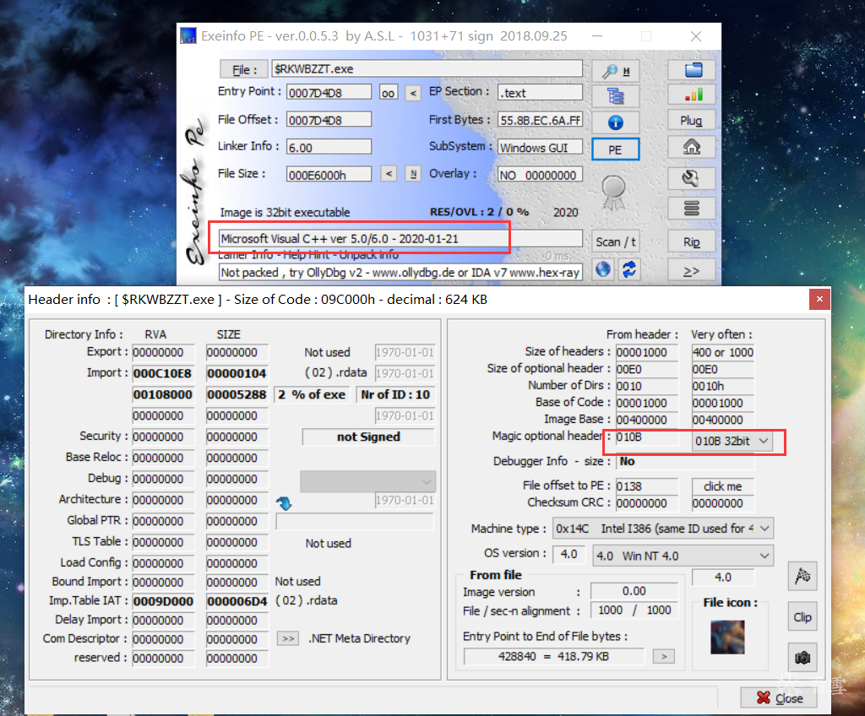 Exeinfo PE - ver.0.0.5.3 by A.S.L - 1031+71 sign 2018.09.25
Exeinfo Pe
File : $RKWBZZT.exe H
Entry Point : 0007D4D8 oo < EP Section : .text
File Offset : 0007D4D8 First Bytes : 55.8B.EC.6A.FF Plug
Linker Info : 6.00 SubSystem : Windows GUI PE
File Size : 000E6000h < N Overlay : NO 00000000
Image is 32bit executable RES/OVL : 2 / 0 % 2020
Microsoft Visual C++ ver 5.0/6.0 - 2020-01-21 Scan / t Rip
Lamer Info - Help Hint - Unpack info 0 ms
Not packed , try OllyDbg v2 - www.ollydbg.de or IDA v7 www.hex-ray >>
Header info : [ $RKWBZZT.exe ] - Size of Code : 09C000h - decimal : 624 KB
Directory Info : RVA SIZE
Export : 00000000 00000000 Not used 1970-01-01
Import : 000C10E8 00000104 ( 02 ) .rdata 1970-01-01
00108000 00005288 2 % of exe Nr of ID : 10
00000000 00000000 1970-01-01
Security : 00000000 00000000 not Signed
Base Reloc : 00000000 00000000
Debug : 00000000 00000000
Architecture : 00000000 00000000 1970-01-01
Global PTR : 00000000 00000000
TLS Table : 00000000 00000000 Not used
Load Config : 00000000 00000000
Bound Import : 00000000 00000000 Not used
Imp.Table IAT : 0009D000 000006D4 ( 02 ) .rdata
Delay Import : 00000000 00000000
Com Descriptor : 00000000 00000000 >> .NET Meta Directory
reserved : 00000000 00000000
From header : Very often :
Size of headers : 00001000 400 or 1000
Size of optional header : 00E0 00E0
Number of Dirs : 0010 0010h
Base of Code : 00001000 00001000
Image Base : 00400000 00400000
Magic optional header : 010B 010B 32bit
Debugger Info - size : No
File offset to PE : 0138 click me
Checksum CRC : 00000000 00000000
Machine type : 0x14C Intel I386 (same ID used for 4
OS version : 4.0 4.0 Win NT 4.0
From file 4.0
Image version : 0.00
File / sec-n alignment : 1000 / 1000
File icon :
Entry Point to End of File bytes :
428840 = 418.79 KB >
Clip
Close